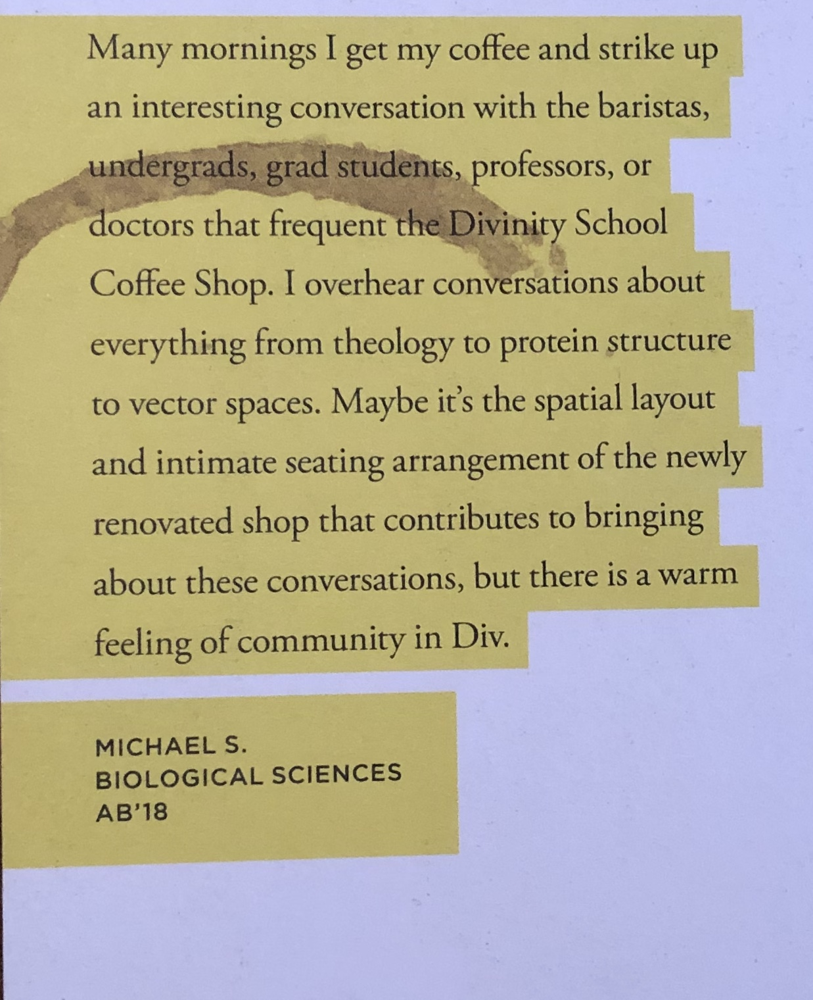 Many mornings I get my coffee and strike up
an interesting conversation with the baristas,
undergrads, grad students, professors, or
doctors that frequent the Divinity School
Coffee Shop. I overhear conversations about
everything from theology to protein structure
to vector spaces. Maybe it’s the spatial layout
and intimate seating arrangement of the newly
renovated shop that contributes to bringing
about these conversations, but there is a warm
feeling of community in Div.
MICHAEL S.
BIOLOGICAL SCIENCES
AB’18